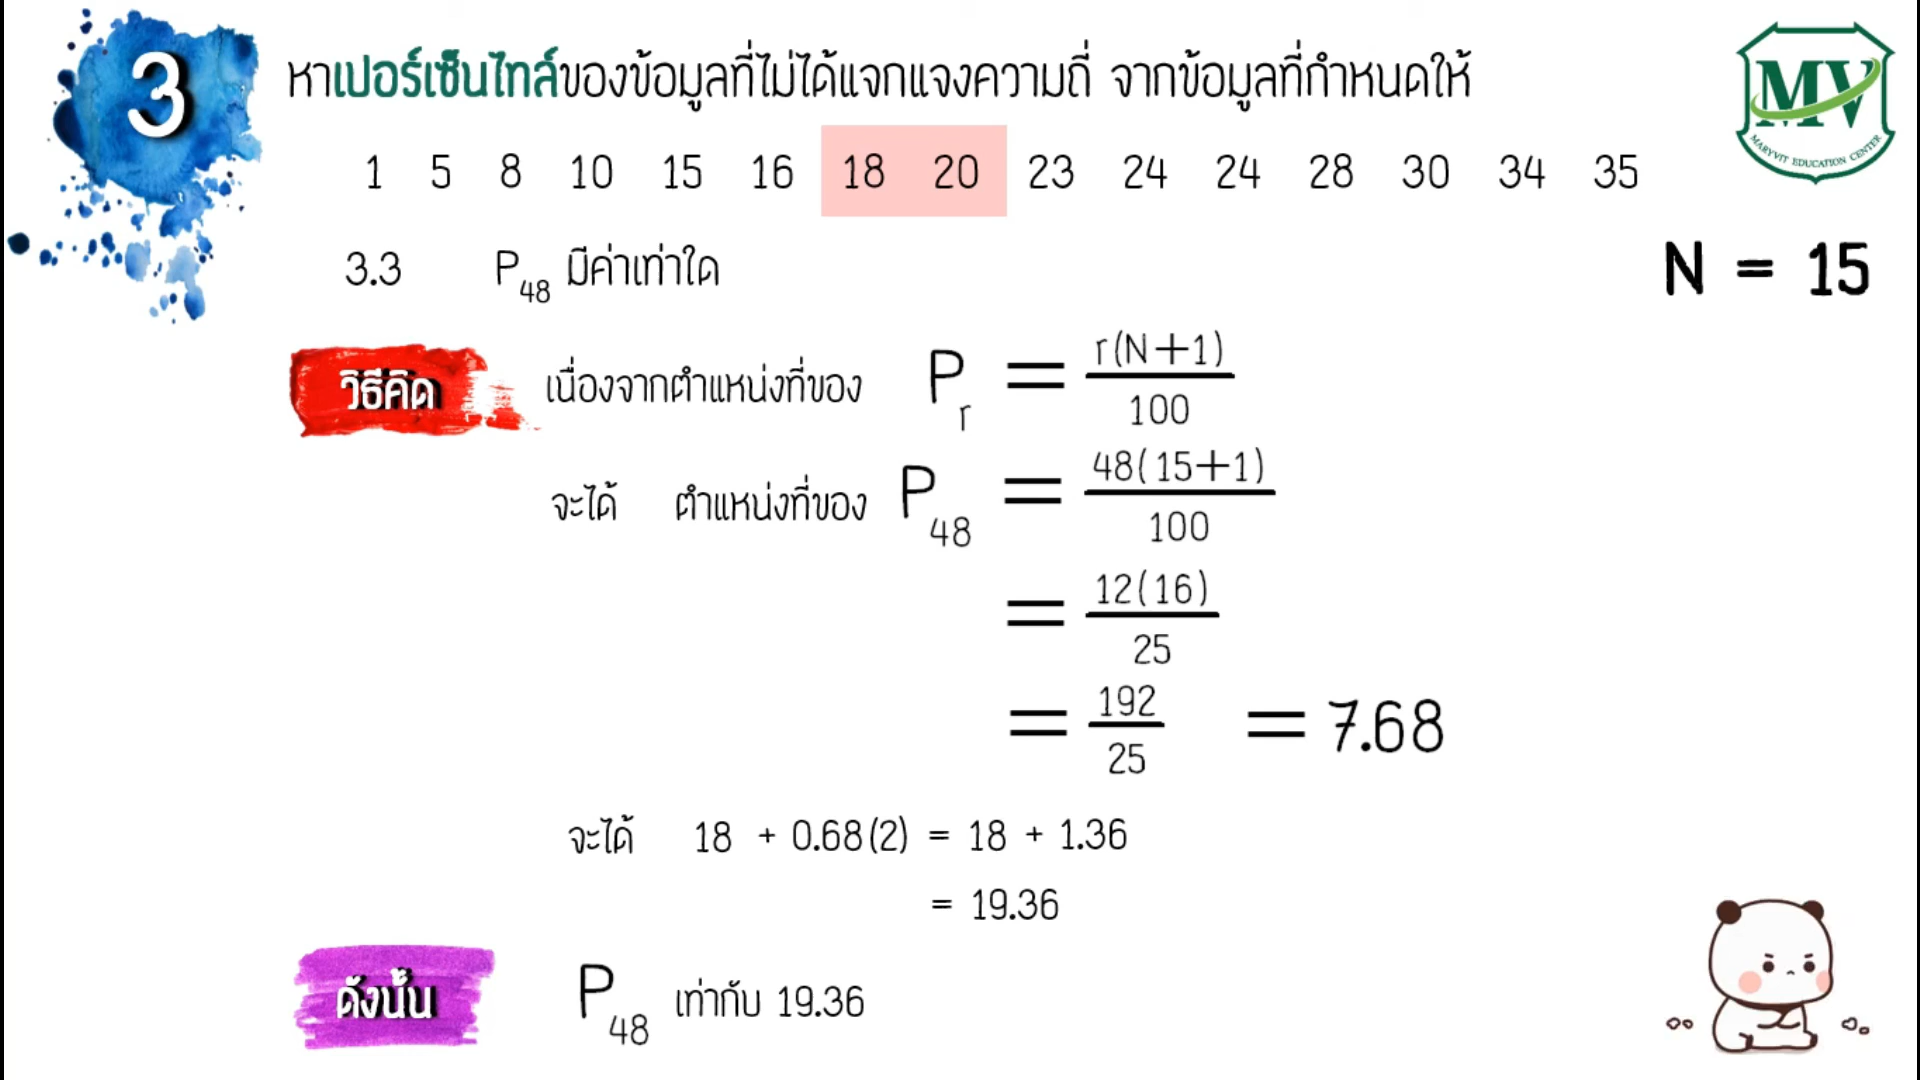 3
หาเปอร์เซ็นไทล์ของข้อมูลที่ไม่ได้แจกแจงความถี่ จากข้อมูลที่กำหนดให้
MV
MARYVIT EDUCATION CENTER
1 5 8 10 15 16 18 20 23 24 24 28 30 34 35
3.3 P48 มีค่าเท่าใด
N = 15
วิธีคิด เนื่องจากตำแหน่งที่ของ Pr = r(N+1)/100
จะได้ ตำแหน่งที่ของ P48 = 48(15+1)/100
= 12(16)/25
= 192/25 = 7.68
จะได้ 18 + 0.68(2) = 18 + 1.36
= 19.36
ดังนั้น P48 เท่ากับ 19.36